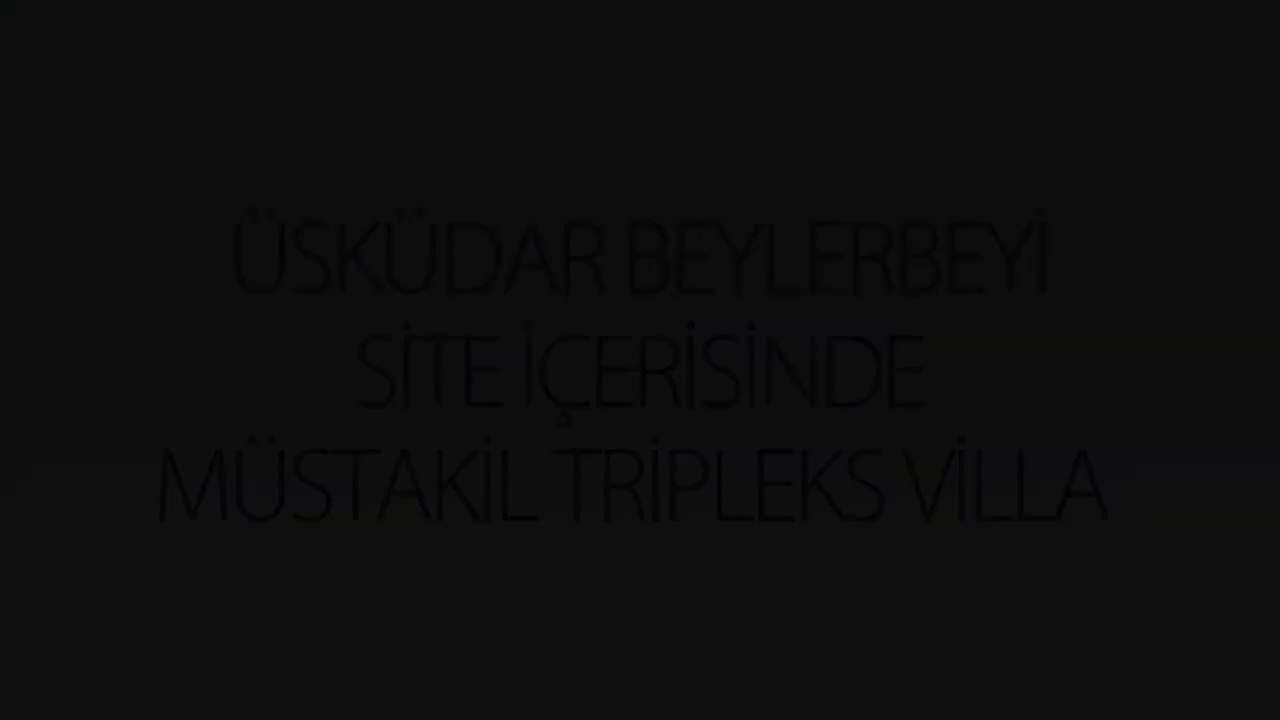 ÜSKÜDAR BEYLERBEYİ
SİTE İÇERİSİNDE
MÜSTAKİL TRİPLEKS VİLLA